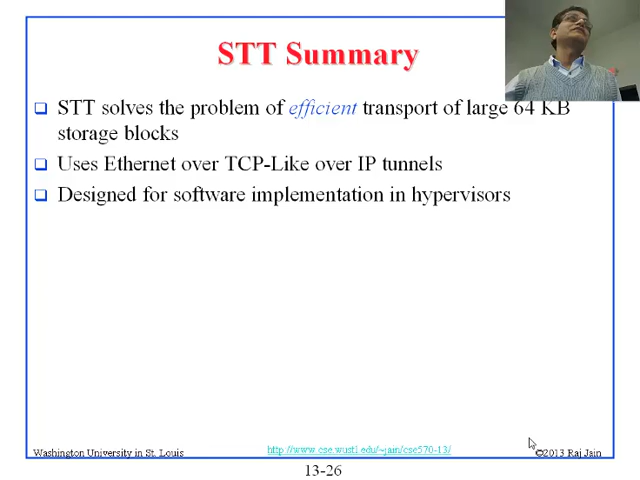 STT Summary
STT solves the problem of efficient transport of large 64 KB
storage blocks
Uses Ethernet over TCP-Like over IP tunnels
Designed for software implementation in hypervisors
Washington University in St. Louis
http://www.cse.wustl.edu/~jain/cse570-13/
©2013 Raj Jain
13-26